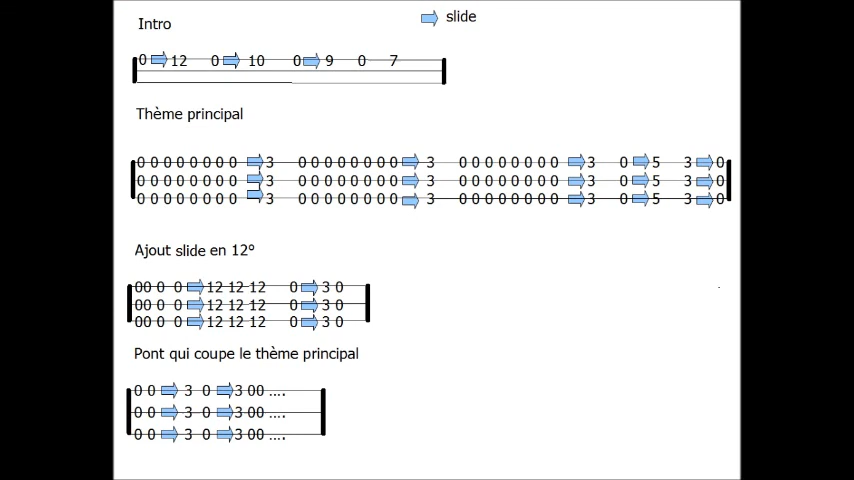 Intro
slide
0 12 0 10 0 9 0 7
Thème principal
0 0 0 0 0 0 0 0 3 0 0 0 0 0 0 0 0 3 0 0 0 0 0 0 0 0 3 0 5 3 0
0 0 0 0 0 0 0 0 3 0 0 0 0 0 0 0 0 3 0 0 0 0 0 0 0 0 3 0 5 3 0
0 0 0 0 0 0 0 0 3 0 0 0 0 0 0 0 0 3 0 0 0 0 0 0 0 0 3 0 5 3 0
Ajout slide en 12°
00 0 0 12 12 12 0 3 0
00 0 0 12 12 12 0 3 0
00 0 0 12 12 12 0 3 0
Pont qui coupe le thème principal
0 0 3 0 3 00 ....
0 0 3 0 3 00 ....
0 0 3 0 3 00 ....